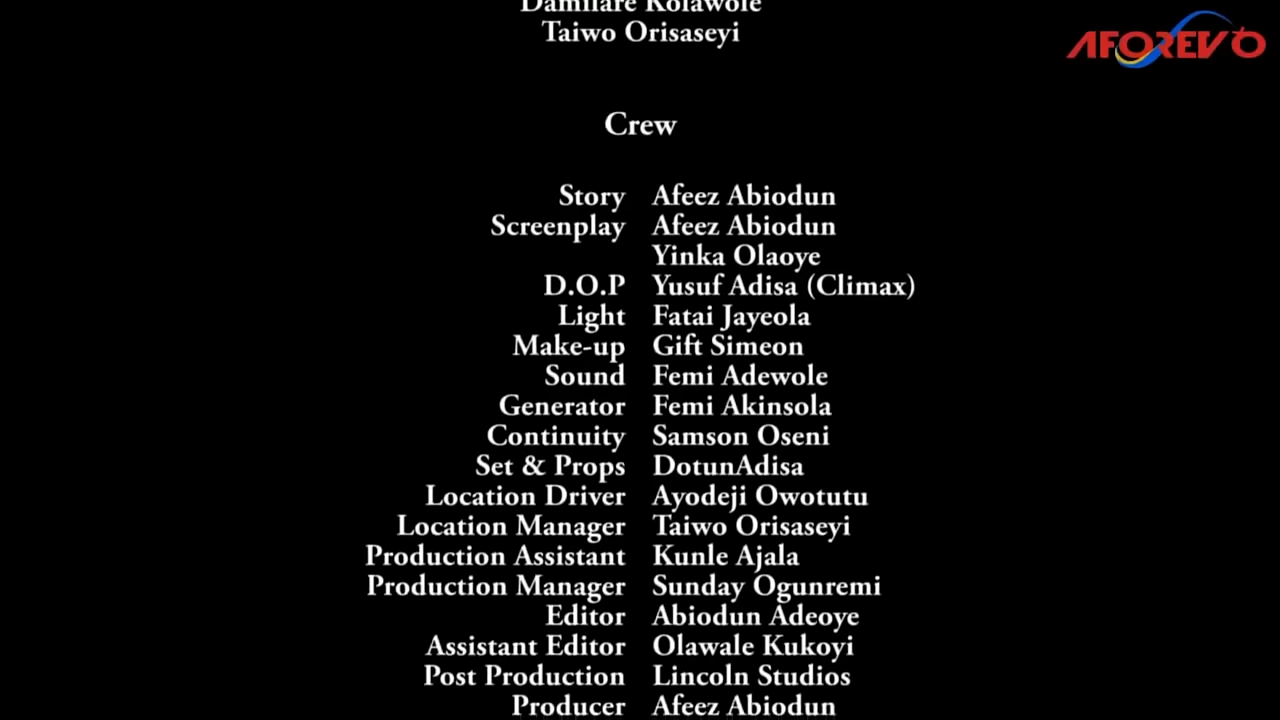 Damilare Kolawole
Taiwo Orisaseyi
AFOREVO
Crew
Story Afeez Abiodun
Screenplay Afeez Abiodun
Yinka Olaoye
D.O.P Yusuf Adisa (Climax)
Light Fatai Jayeola
Make-up Gift Simeon
Sound Femi Adewole
Generator Femi Akinsola
Continuity Samson Oseni
Set & Props DotunAdisa
Location Driver Ayodeji Owotutu
Location Manager Taiwo Orisaseyi
Production Assistant Kunle Ajala
Production Manager Sunday Ogunremi
Editor Abiodun Adeoye
Assistant Editor Olawale Kukoyi
Post Production Lincoln Studios
Producer Afeez Abiodun